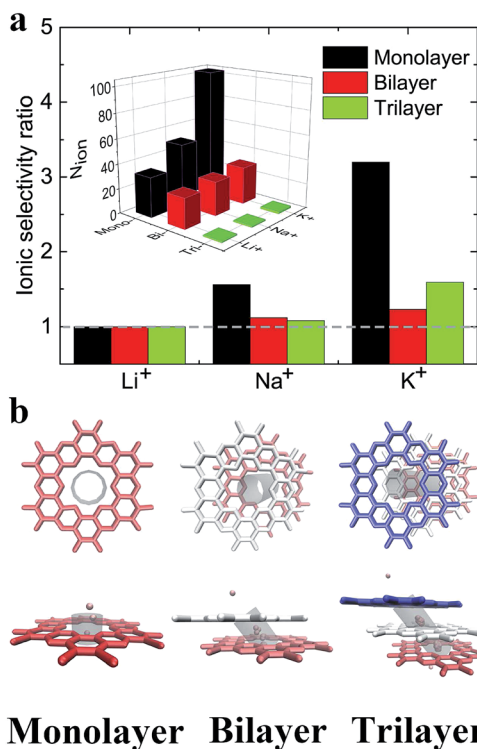 a
5
4
3
2
1
Ionic selectivity ratio
Monolayer
Bilayer
Trilayer
100
80
60
40
20
0
Nion
Mono-
Bi-
Tri-
Li+
Na+
K+
Li+
Na+
K+
b
Monolayer Bilayer Trilayer